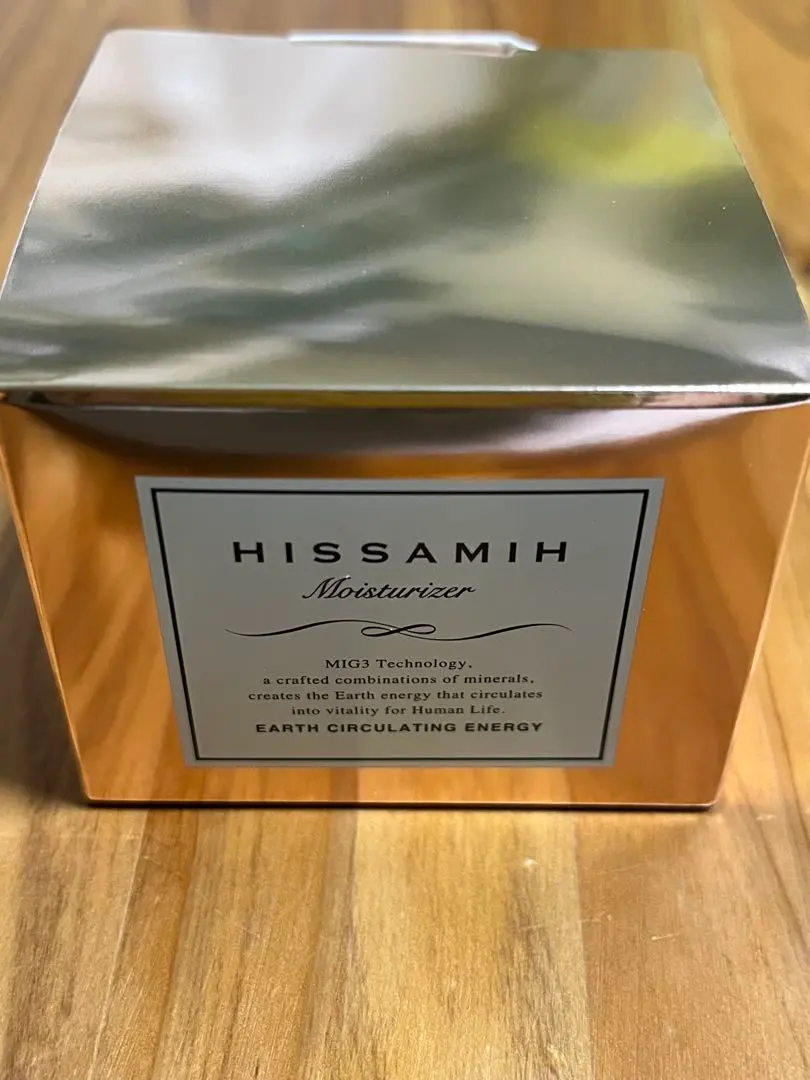 HISSAMIH
Moisturizer
MIG3 Technology,
a crafted combinations of minerals,
creates the Earth energy that circulates
into vitality for Human Life.
EARTH CIRCULATING ENERGY